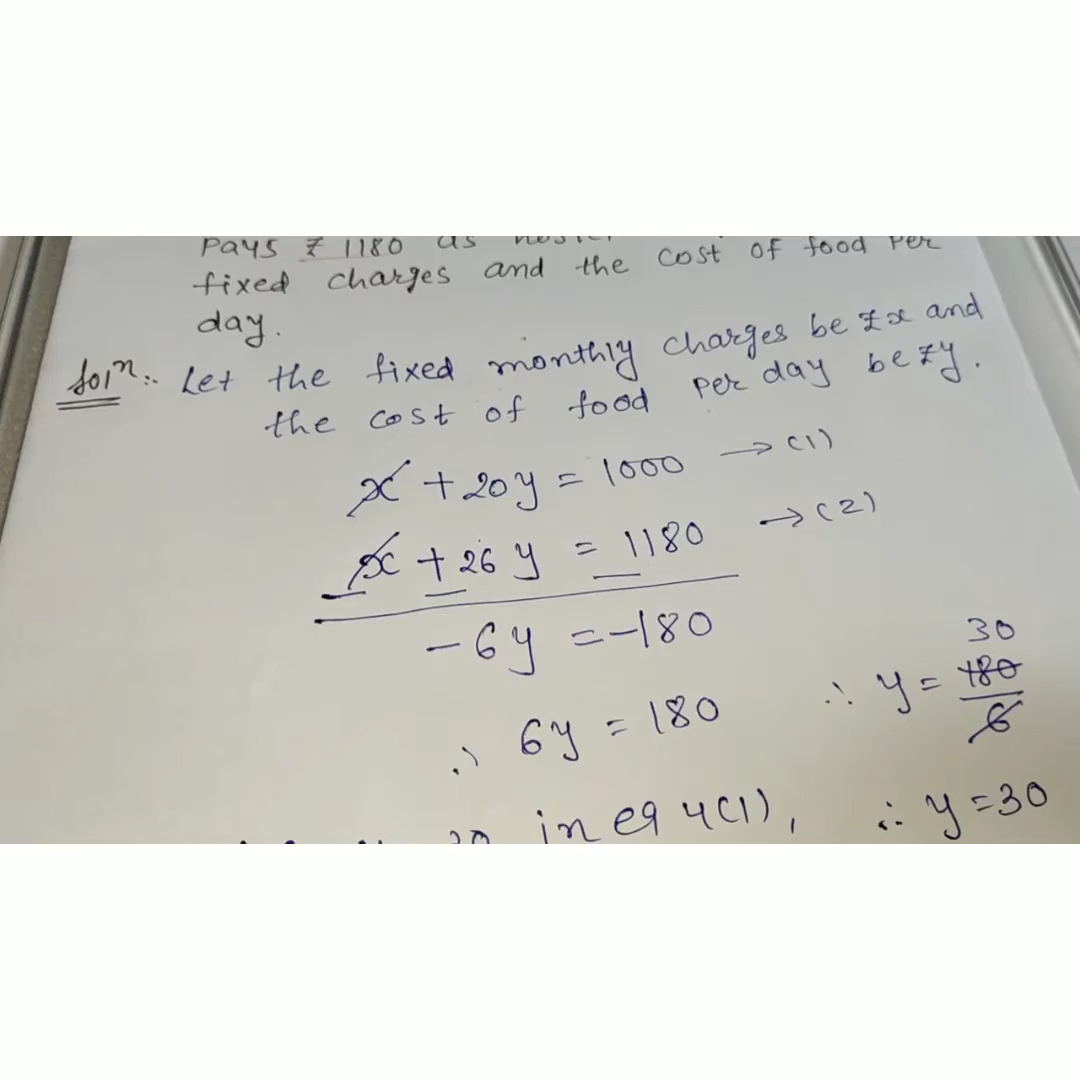 Pays ₹ 1180 as
fixed charges and the cost of food per
day.
Solⁿ:. Let the fixed monthly charges be ₹x and
the cost of food per day be ₹y.
x + 20y = 1000 → (1)
x + 26y = 1180 → (2)
- 6y = -180
∴ 6y = 180 ∴ y = 180/6 30
in eq y(1), ∴ y = 30